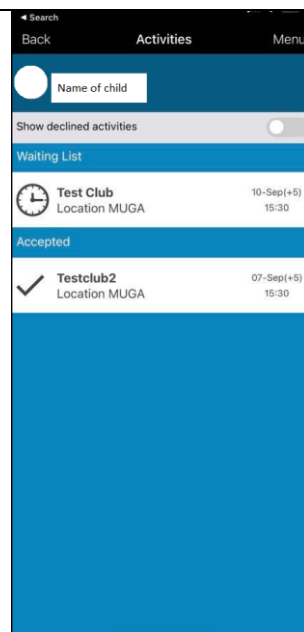 ◄ Search
Back Activities Menu
Name of child
Show declined activities
Waiting List
Test Club 10-Sep(+5)
Location MUGA 15:30
Accepted
Testclub2 07-Sep(+5)
Location MUGA 15:30